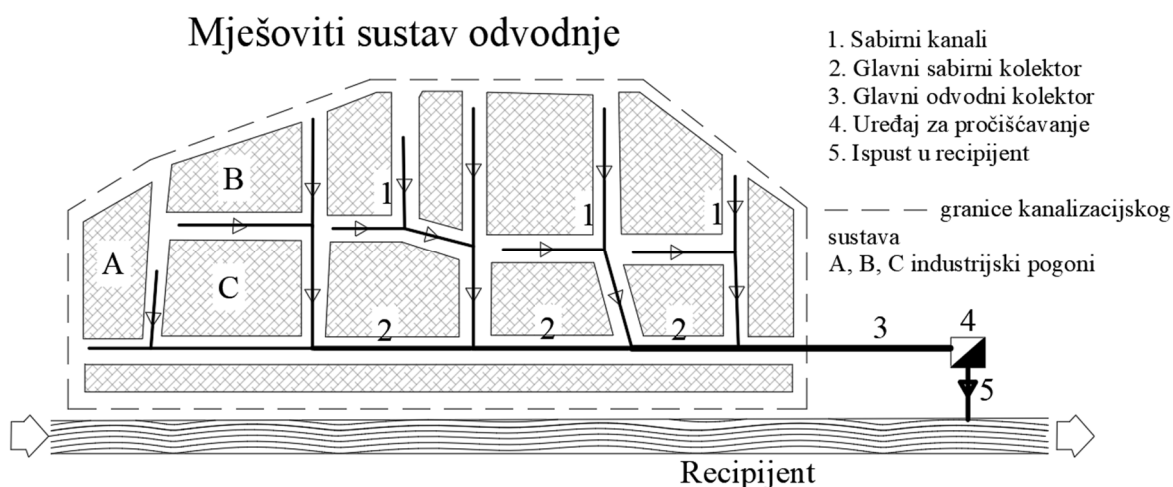 Mješoviti sustav odvodnje
1. Sabirni kanali
2. Glavni sabirni kolektor
3. Glavni odvodni kolektor
4. Uređaj za pročišćavanje
5. Ispust u recipijent
granice kanalizacijskog
sustava
A, B, C industrijski pogoni
B
1
1
1
A
C
2
2
2
3
4
5
Recipijent